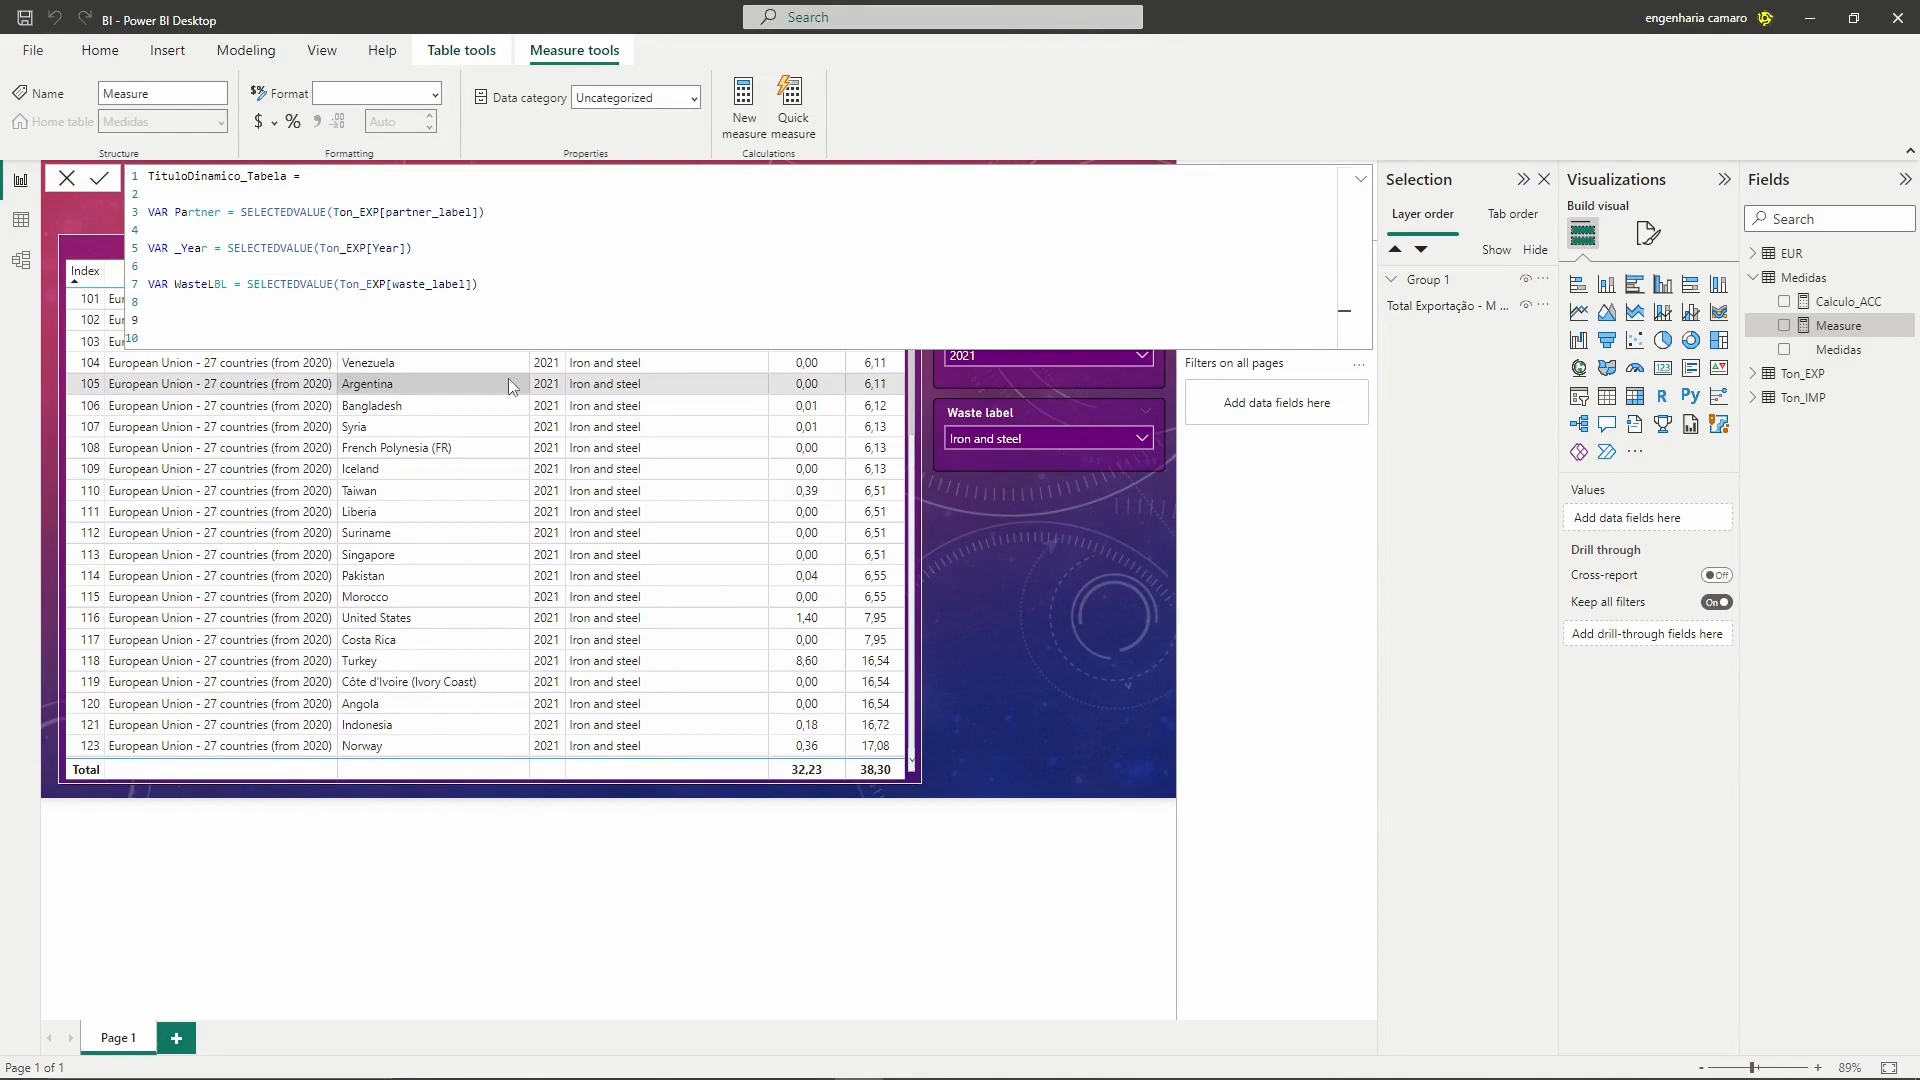 BI - Power BI Desktop
Search
engenharia camaro
File Home Insert Modeling View Help Table tools Measure tools
Name Measure
Home table Medidas
Structure
$% Format
$ % Auto
Formatting
Data category Uncategorized
Properties
New measure
Quick measure
Calculations
1 TituloDinamico_Tabela =
2
3 VAR Partner = SELECTEDVALUE(Ton_EXP[partner_label])
4
5 VAR _Year = SELECTEDVALUE(Ton_EXP[Year])
6
7 VAR WasteLBL = SELECTEDVALUE(Ton_EXP[waste_label])
8
9
10
Index
101 Eur
102 Eur
103 Eur
104 European Union - 27 countries (from 2020) Venezuela 2021 Iron and steel 0,00 6,11
105 European Union - 27 countries (from 2020) Argentina 2021 Iron and steel 0,00 6,11
106 European Union - 27 countries (from 2020) Bangladesh 2021 Iron and steel 0,01 6,12
107 European Union - 27 countries (from 2020) Syria 2021 Iron and steel 0,01 6,13
108 European Union - 27 countries (from 2020) French Polynesia (FR) 2021 Iron and steel 0,00 6,13
109 European Union - 27 countries (from 2020) Iceland 2021 Iron and steel 0,00 6,13
110 European Union - 27 countries (from 2020) Taiwan 2021 Iron and steel 0,39 6,51
111 European Union - 27 countries (from 2020) Liberia 2021 Iron and steel 0,00 6,51
112 European Union - 27 countries (from 2020) Suriname 2021 Iron and steel 0,00 6,51
113 European Union - 27 countries (from 2020) Singapore 2021 Iron and steel 0,00 6,51
114 European Union - 27 countries (from 2020) Pakistan 2021 Iron and steel 0,04 6,55
115 European Union - 27 countries (from 2020) Morocco 2021 Iron and steel 0,00 6,55
116 European Union - 27 countries (from 2020) United States 2021 Iron and steel 1,40 7,95
117 European Union - 27 countries (from 2020) Costa Rica 2021 Iron and steel 0,00 7,95
118 European Union - 27 countries (from 2020) Turkey 2021 Iron and steel 8,60 16,54
119 European Union - 27 countries (from 2020) Côte d'Ivoire (Ivory Coast) 2021 Iron and steel 0,00 16,54
120 European Union - 27 countries (from 2020) Angola 2021 Iron and steel 0,00 16,54
121 European Union - 27 countries (from 2020) Indonesia 2021 Iron and steel 0,18 16,72
123 European Union - 27 countries (from 2020) Norway 2021 Iron and steel 0,36 17,08
Total 32,23 38,30
2021
Waste label
Iron and steel
Filters on all pages ...
Add data fields here
Selection
Layer order Tab order
Show Hide
Group 1 ...
Total Exportação - M ... ...
Visualizations
Build visual
123
R Py
...
Values
Add data fields here
Drill through
Cross-report Off
Keep all filters On
Add drill-through fields here
Fields
Search
EUR
Medidas
Calculo_ACC
Measure
Medidas
Ton_EXP
Ton_IMP
Page 1 +
Page 1 of 1
- + 89%